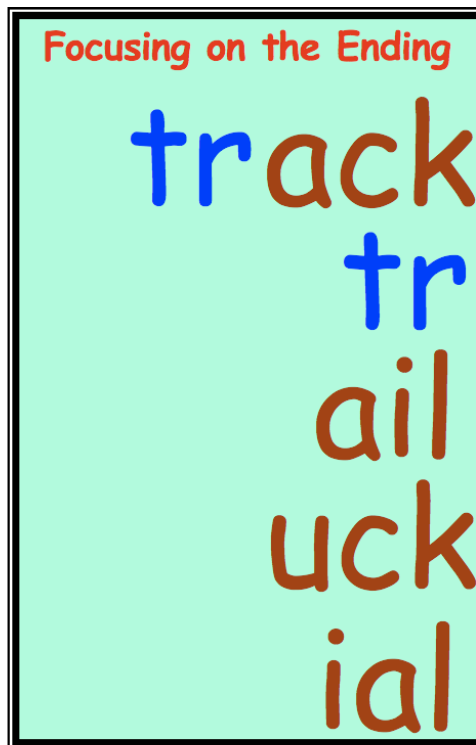 Focusing on the Ending
track
tr
ail
uck
ial